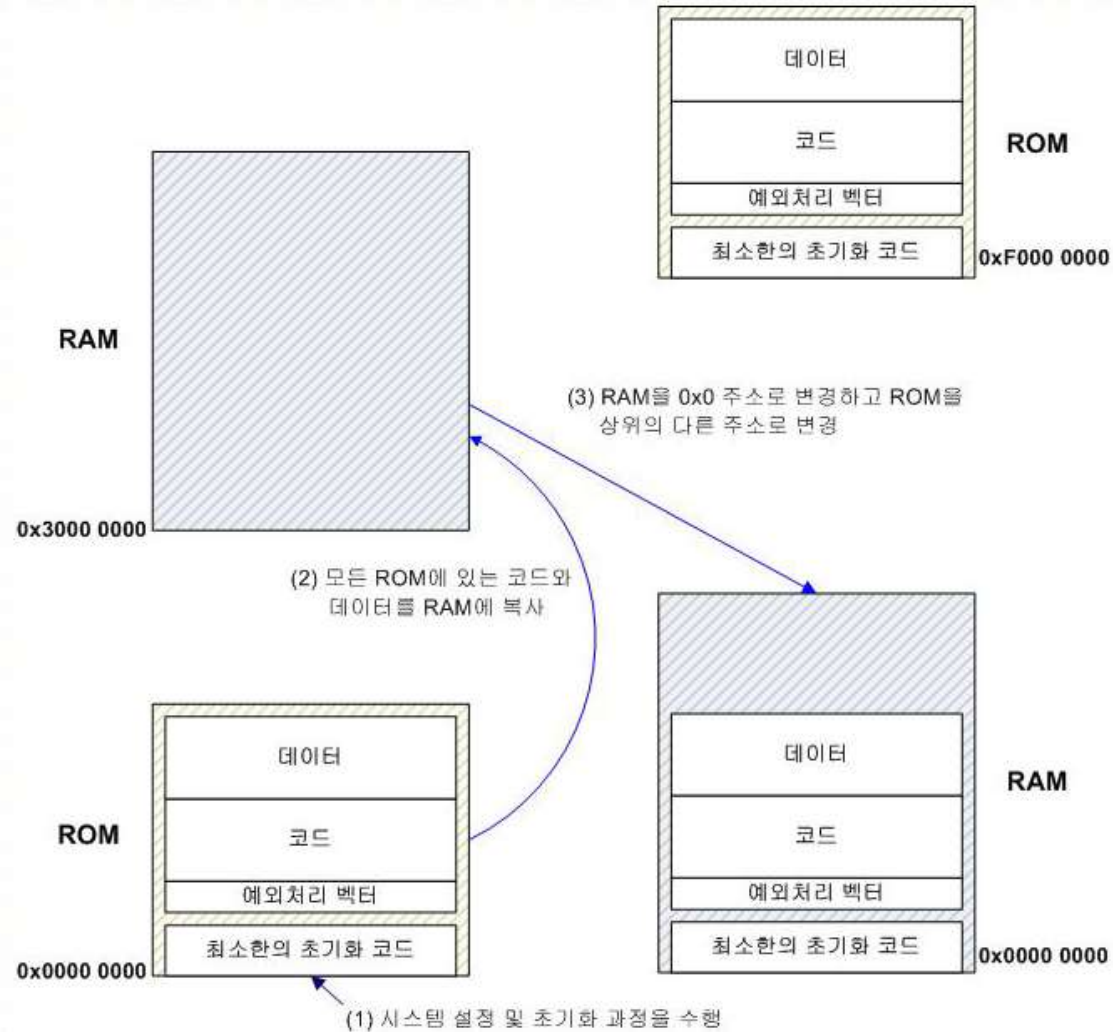 데이터
코드
ROM
예외처리 벡터
최소한의 초기화 코드
0xF000 0000
RAM
0x3000 0000
(3) RAM을 0x0 주소로 변경하고 ROM을
상위의 다른 주소로 변경
(2) 모든 ROM에 있는 코드와
데이터를 RAM에 복사
데이터
ROM
코드
예외처리 벡터
최소한의 초기화 코드
0x0000 0000
(1) 시스템 설정 및 초기화 과정을 수행
데이터
RAM
코드
예외처리 벡터
최소한의 초기화 코드
0x0000 0000